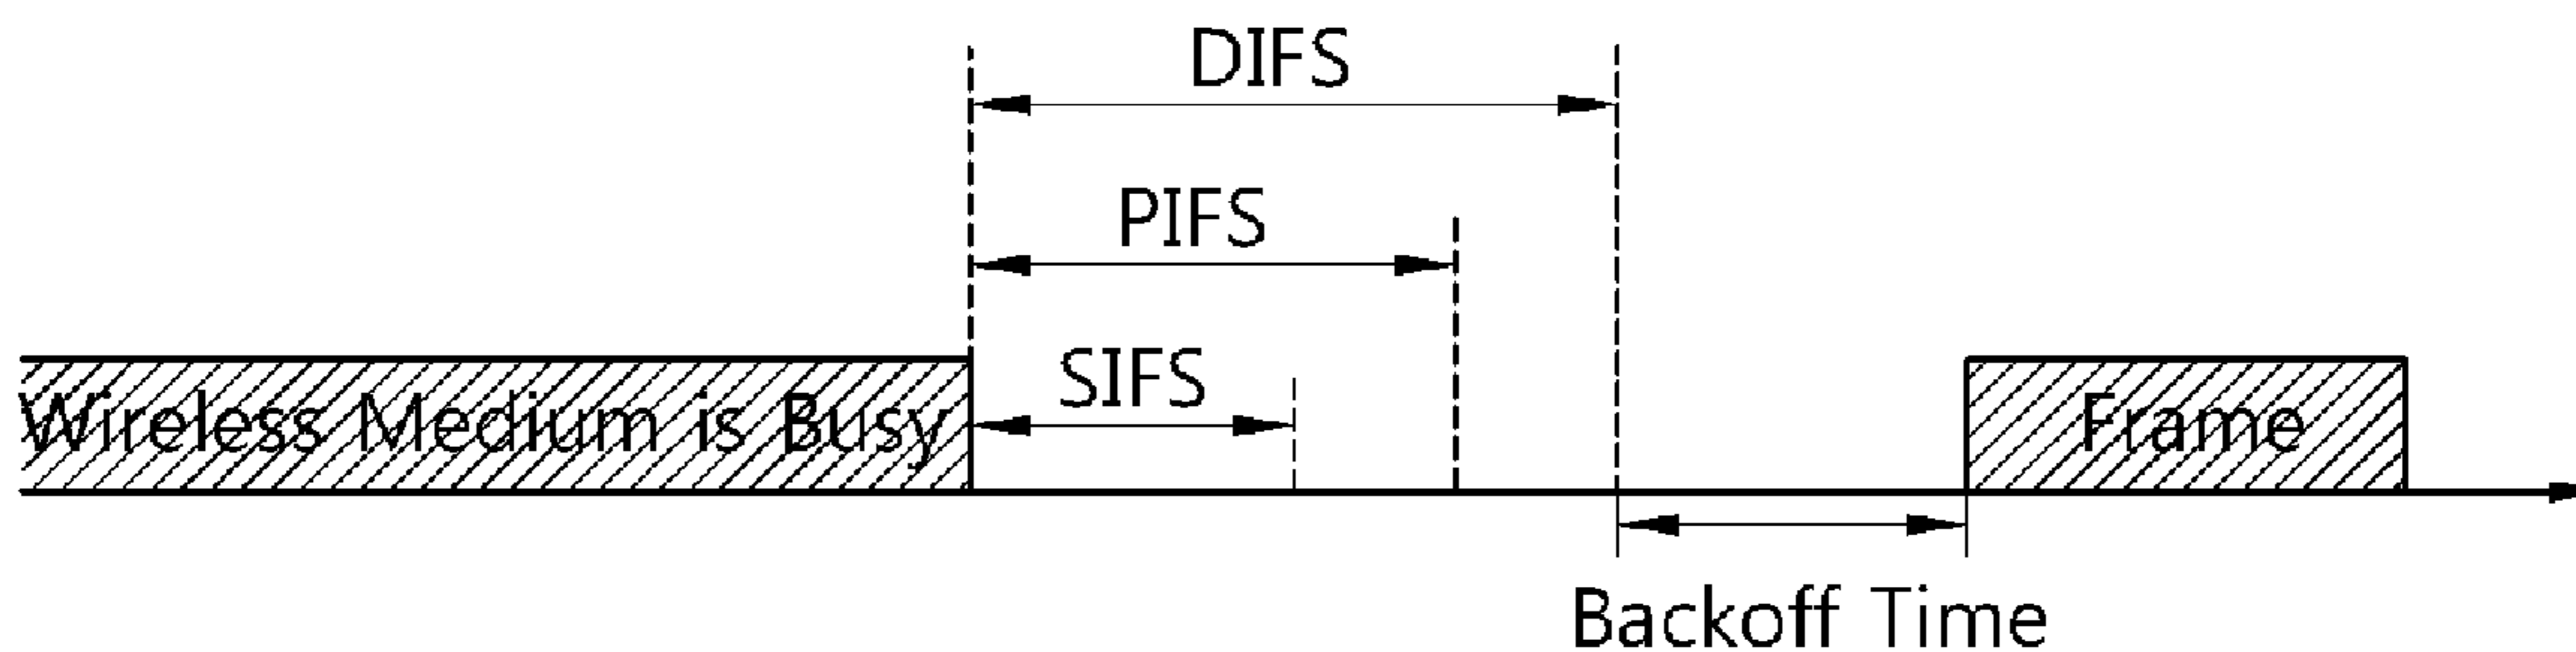 DIFS
PIFS
SIFS
Wireless Medium is Busy
Frame
Backoff Time